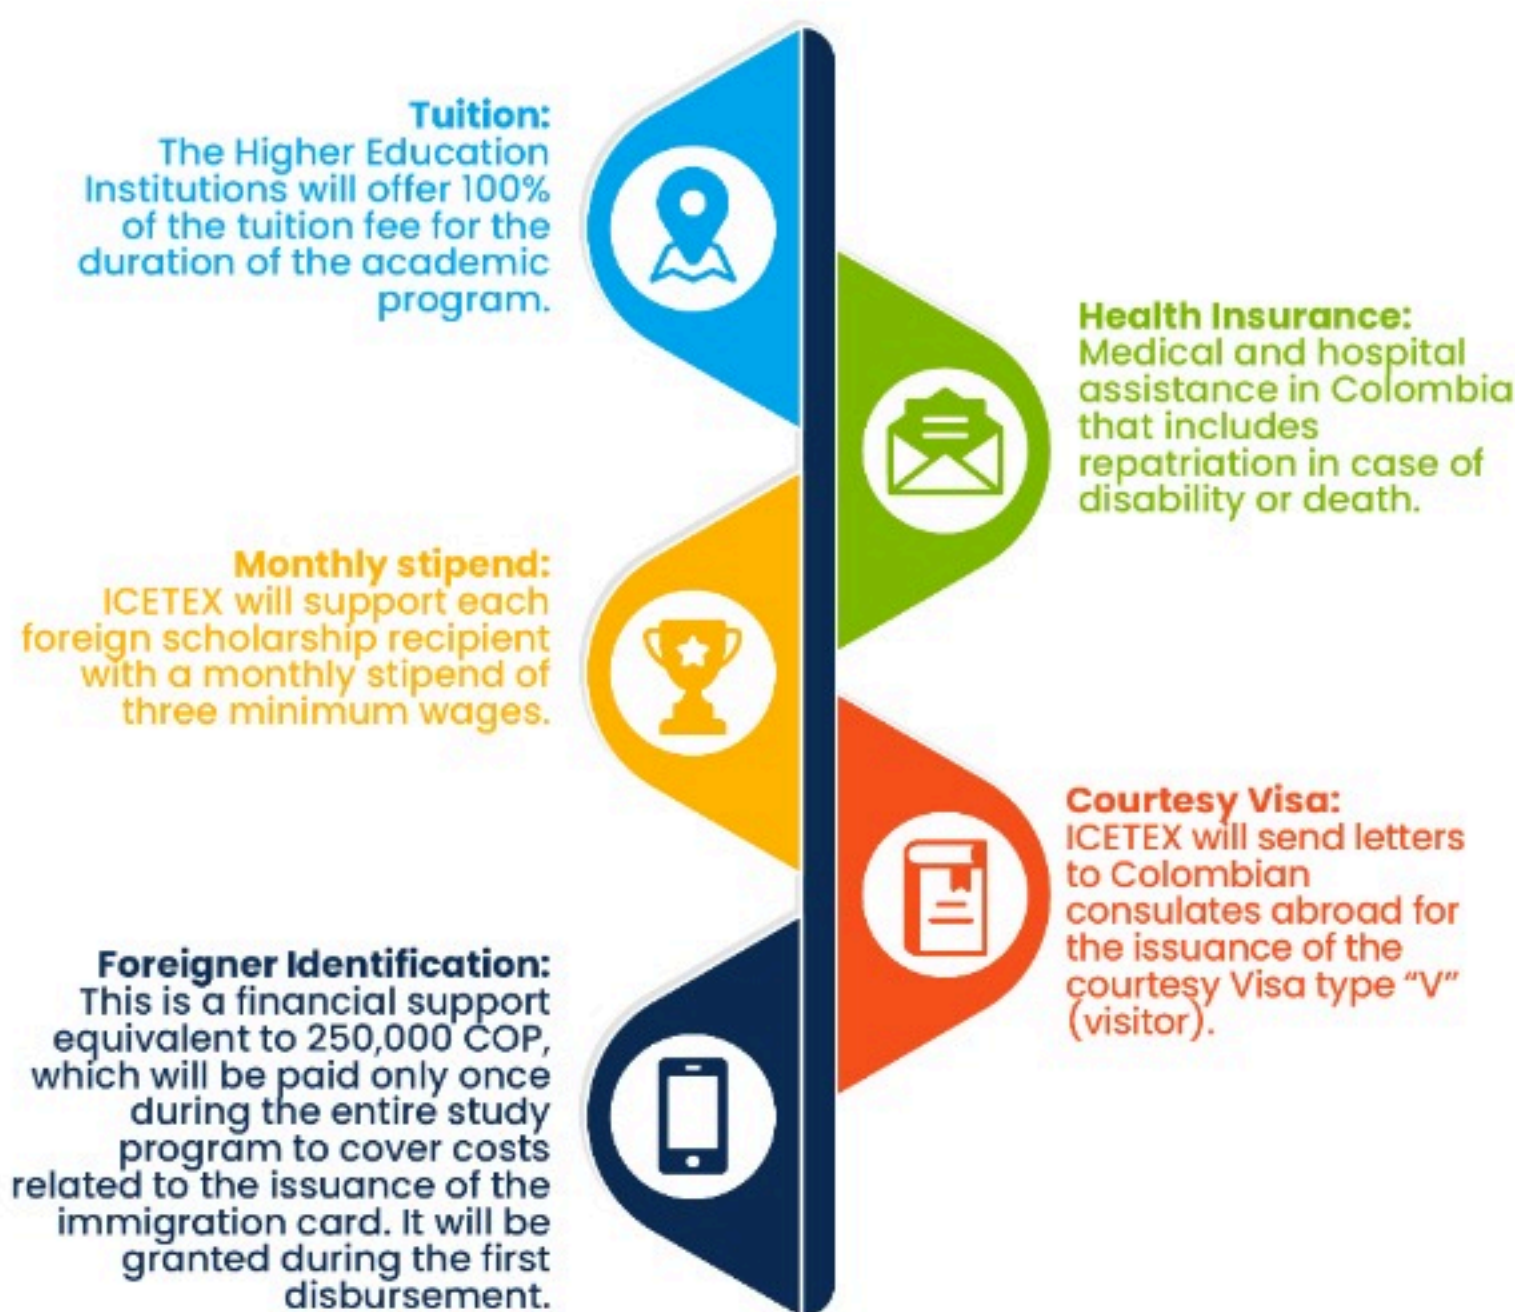 Tuition:
The Higher Education
Institutions will offer 100%
of the tuition fee for the
duration of the academic
program.
Health Insurance:
Medical and hospital
assistance in Colombia
that includes
repatriation in case of
disability or death.
Monthly stipend:
ICETEX will support each
foreign scholarship recipient
with a monthly stipend of
three minimum wages.
Courtesy Visa:
ICETEX will send letters
to Colombian
consulates abroad for
the issuance of the
courtesy Visa type “V”
(visitor).
Foreigner Identification:
This is a financial support
equivalent to 250,000 COP,
which will be paid only once
during the entire study
program to cover costs
related to the issuance of the
immigration card. It will be
granted during the first
disbursement.